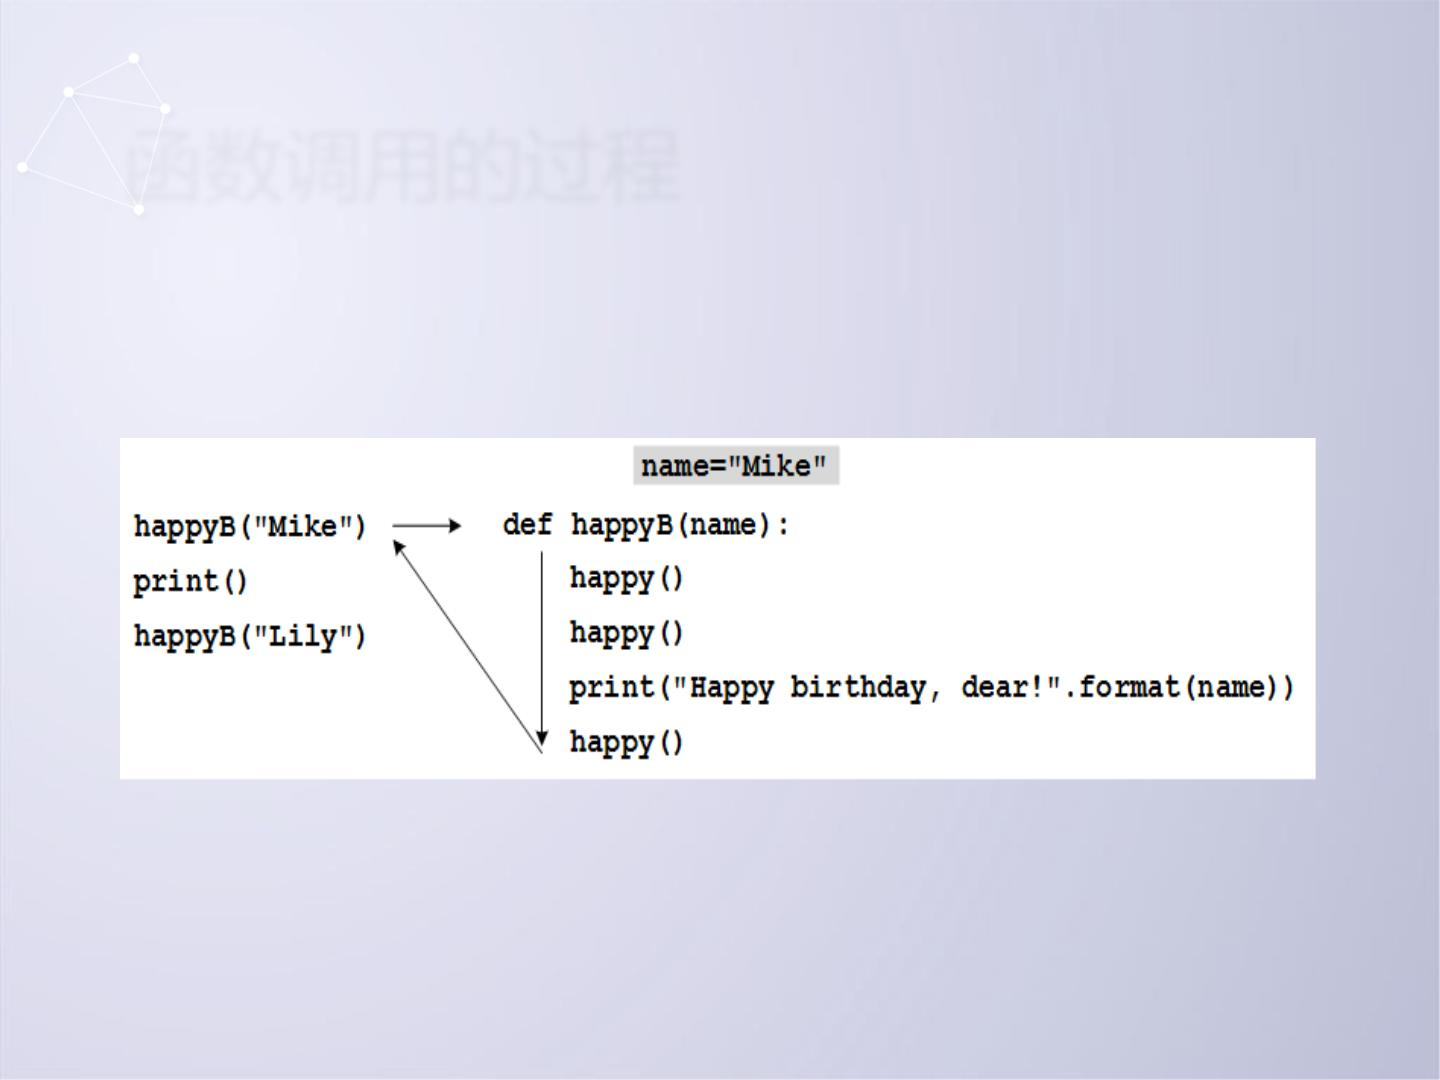 函数调用的过程
name="Mike"
happyB("Mike")
print()
happyB("Lily")
def happyB(name):
happy()
happy()
print("Happy birthday, dear!".format(name))
happy()